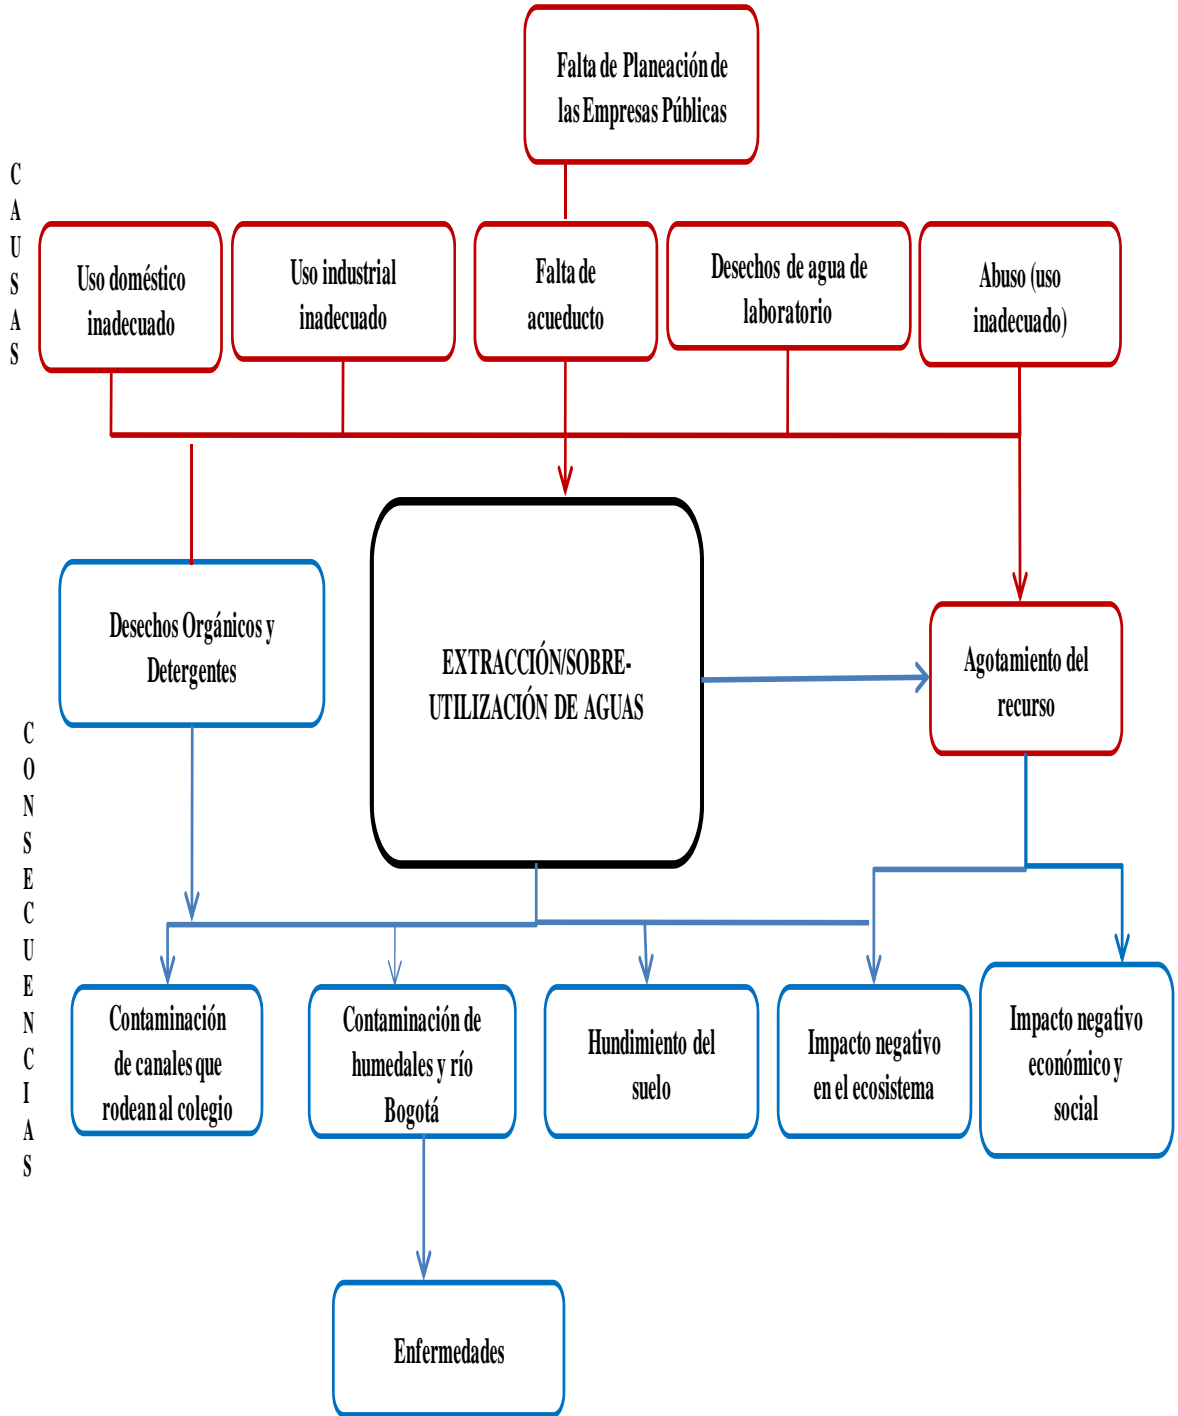 Falta de Planeación de
las Empresas Públicas
CAUSAS
Uso doméstico
inadecuado
Uso industrial
inadecuado
Falta de
acueducto
Desechos de agua de
laboratorio
Abuso (uso
inadecuado)
Desechos Orgánicos y
Detergentes
EXTRACCIÓN/SOBRE-
UTILIZACIÓN DE AGUAS
Agotamiento del
recurso
CONSECUENCIAS
Contaminación
de canales que
rodean al colegio
Contaminación de
humedales y río
Bogotá
Hundimiento del
suelo
Impacto negativo
en el ecosistema
Impacto negativo
económico y
social
Enfermedades